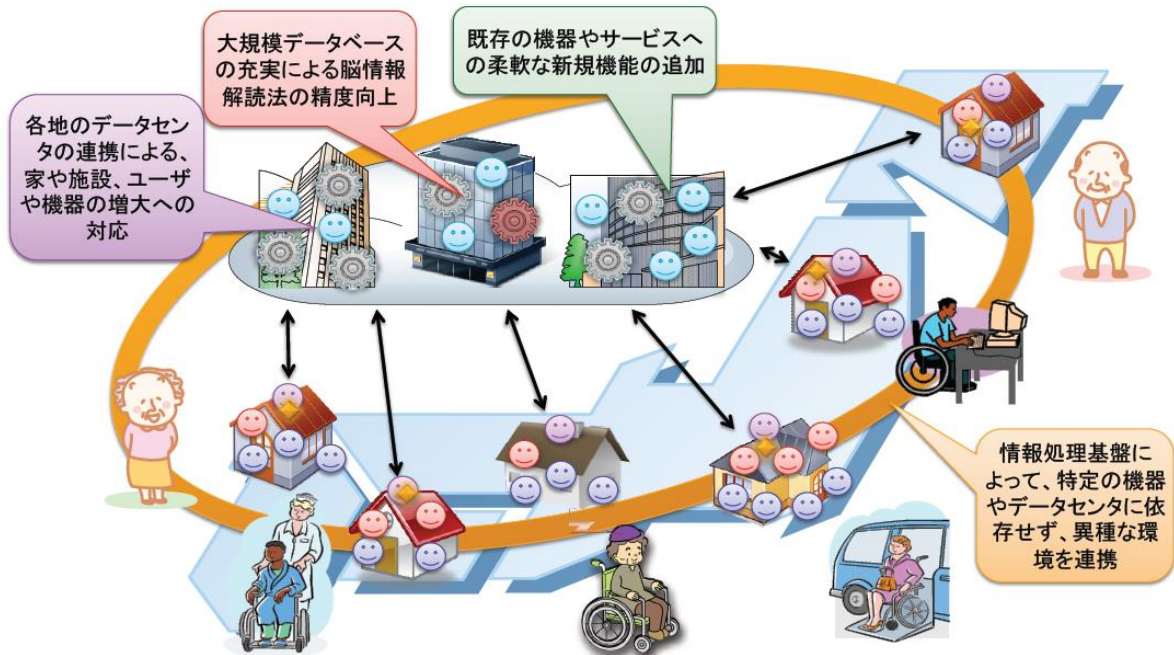 大規模データベース
の充実による脳情報
解読法の精度向上
既存の機器やサービスへ
の柔軟な新規機能の追加
各地のデータセン
タの連携による、
家や施設、ユーザ
や機器の増大への
対応
情報処理基盤に
よって、特定の機器
やデータセンタに依
存せず、異種な環
境を連携